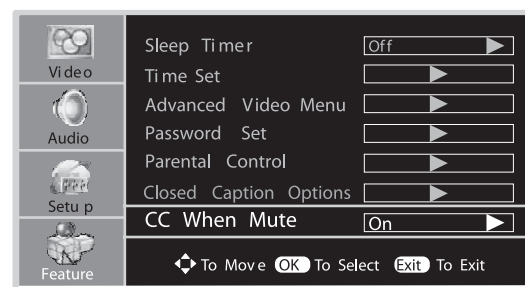 Video
Audio
Setu p
Feature
Sleep Timer Off
Time Set
Advanced Video Menu
Password Set
Parental Control
Closed Caption Options
CC When Mute On
To Move OK To Select Exit To Exit